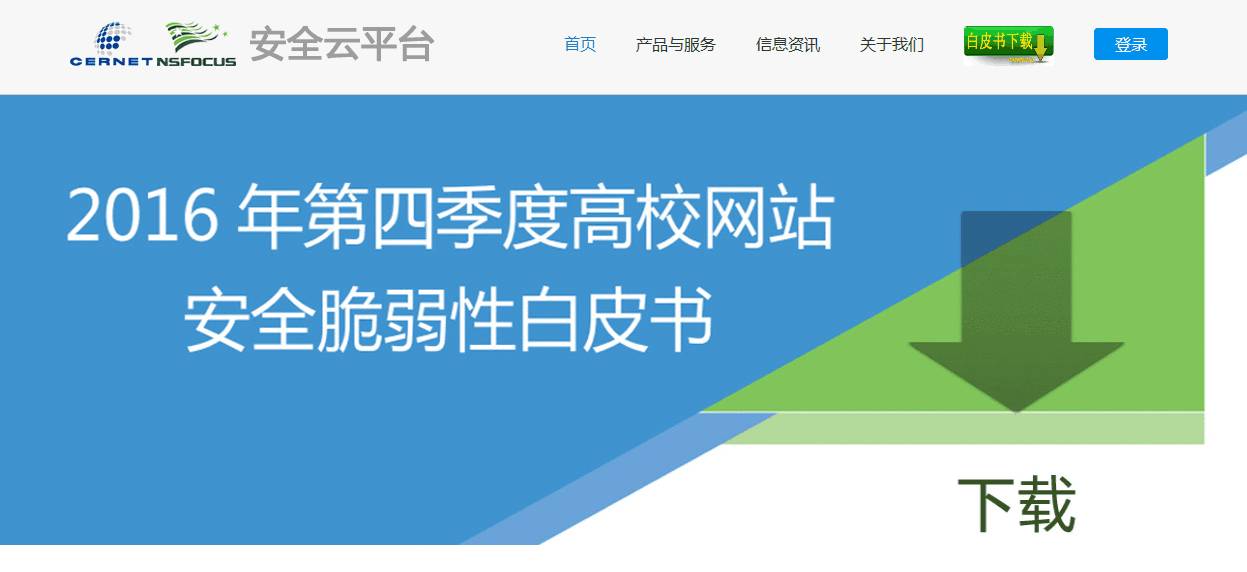 CERNET NSFOCUS 安全云平台
首页 产品与服务 信息资讯 关于我们 白皮书下载 登录
2016 年第四季度高校网站
安全脆弱性白皮书
下载